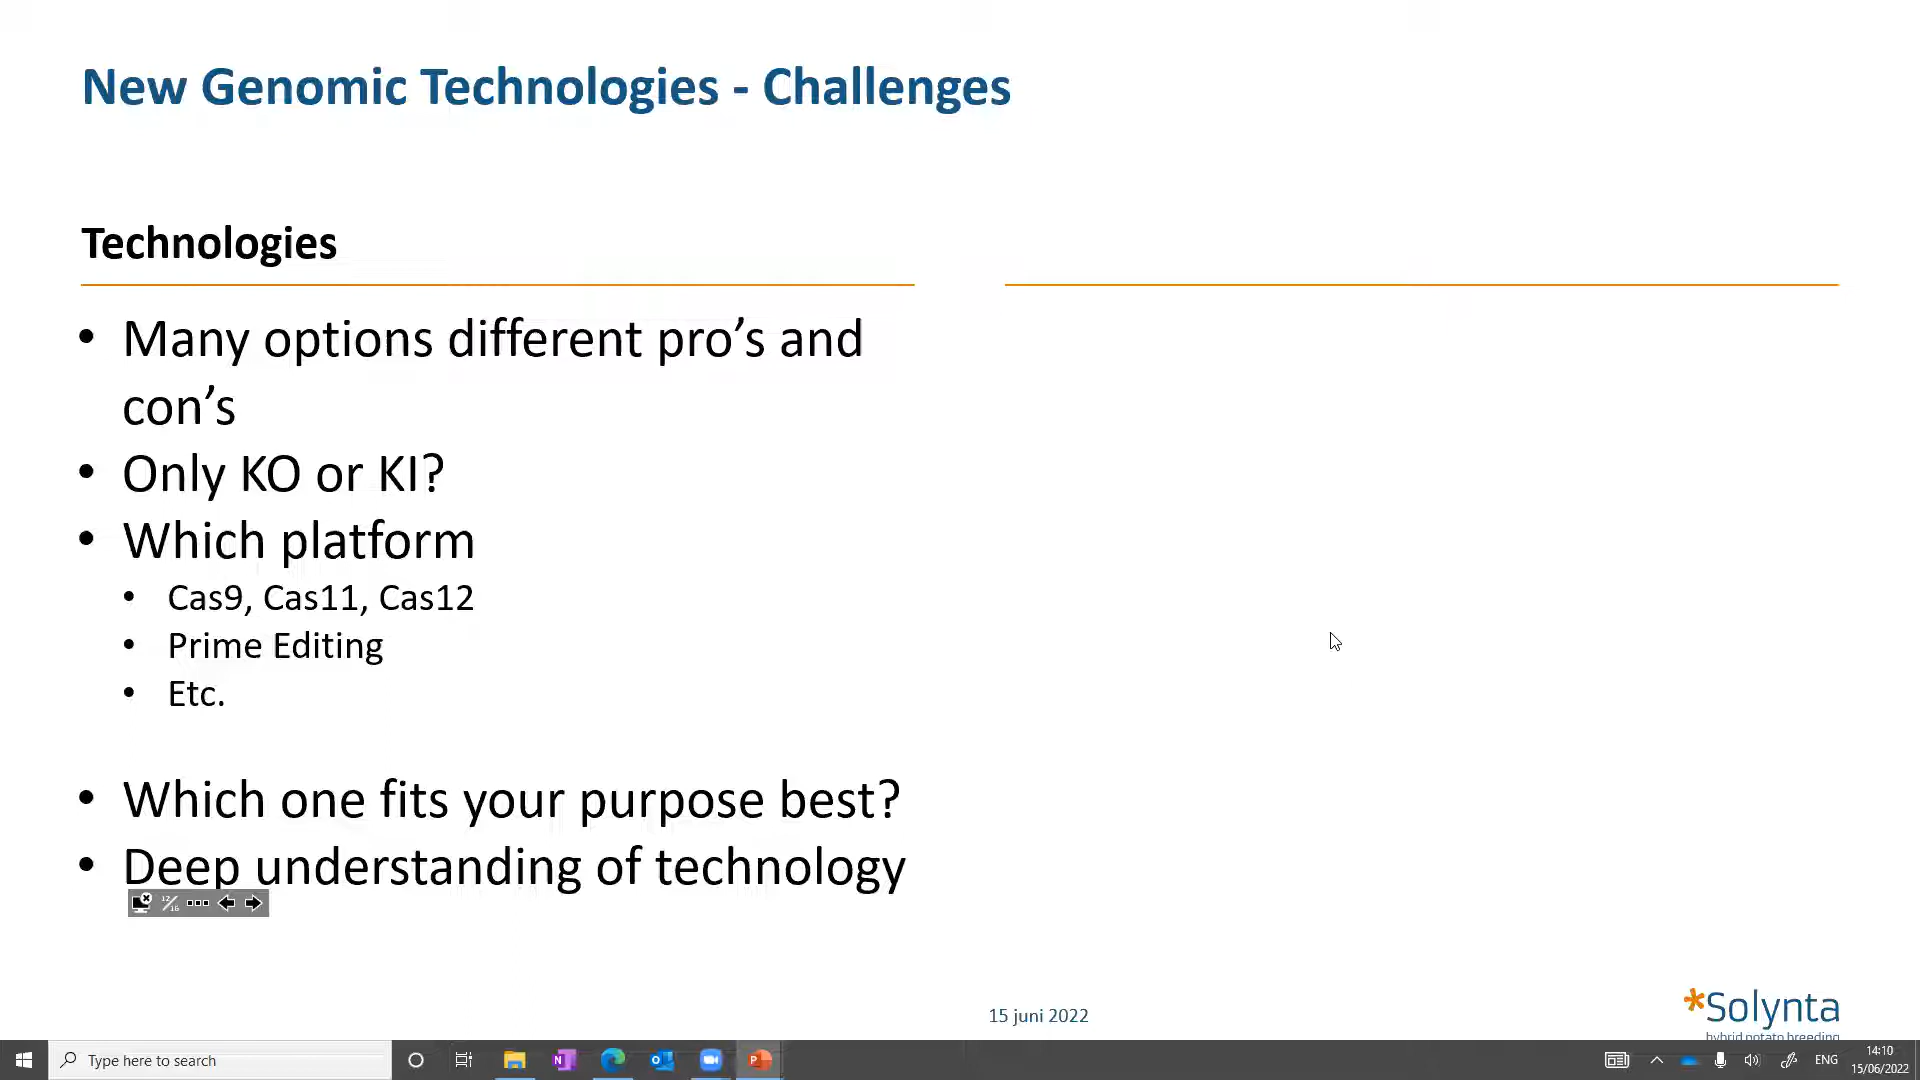 New Genomic Technologies - Challenges
Technologies
• Many options different pro’s and
con’s
• Only KO or KI?
• Which platform
• Cas9, Cas11, Cas12
• Prime Editing
• Etc.
• Which one fits your purpose best?
• Deep understanding of technology
12/16
15 juni 2022
*Solynta
hybrid potato breeding
Type here to search
ENG
14:10
15/06/2022